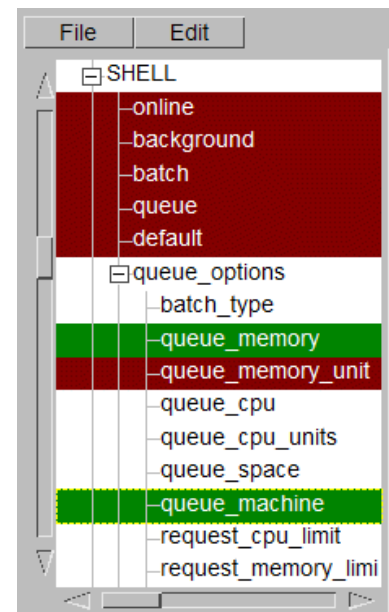 File Edit
SHELL
online
background
batch
queue
default
queue_options
batch_type
queue_memory
queue_memory_unit
queue_cpu
queue_cpu_units
queue_space
queue_machine
request_cpu_limit
request_memory_limi